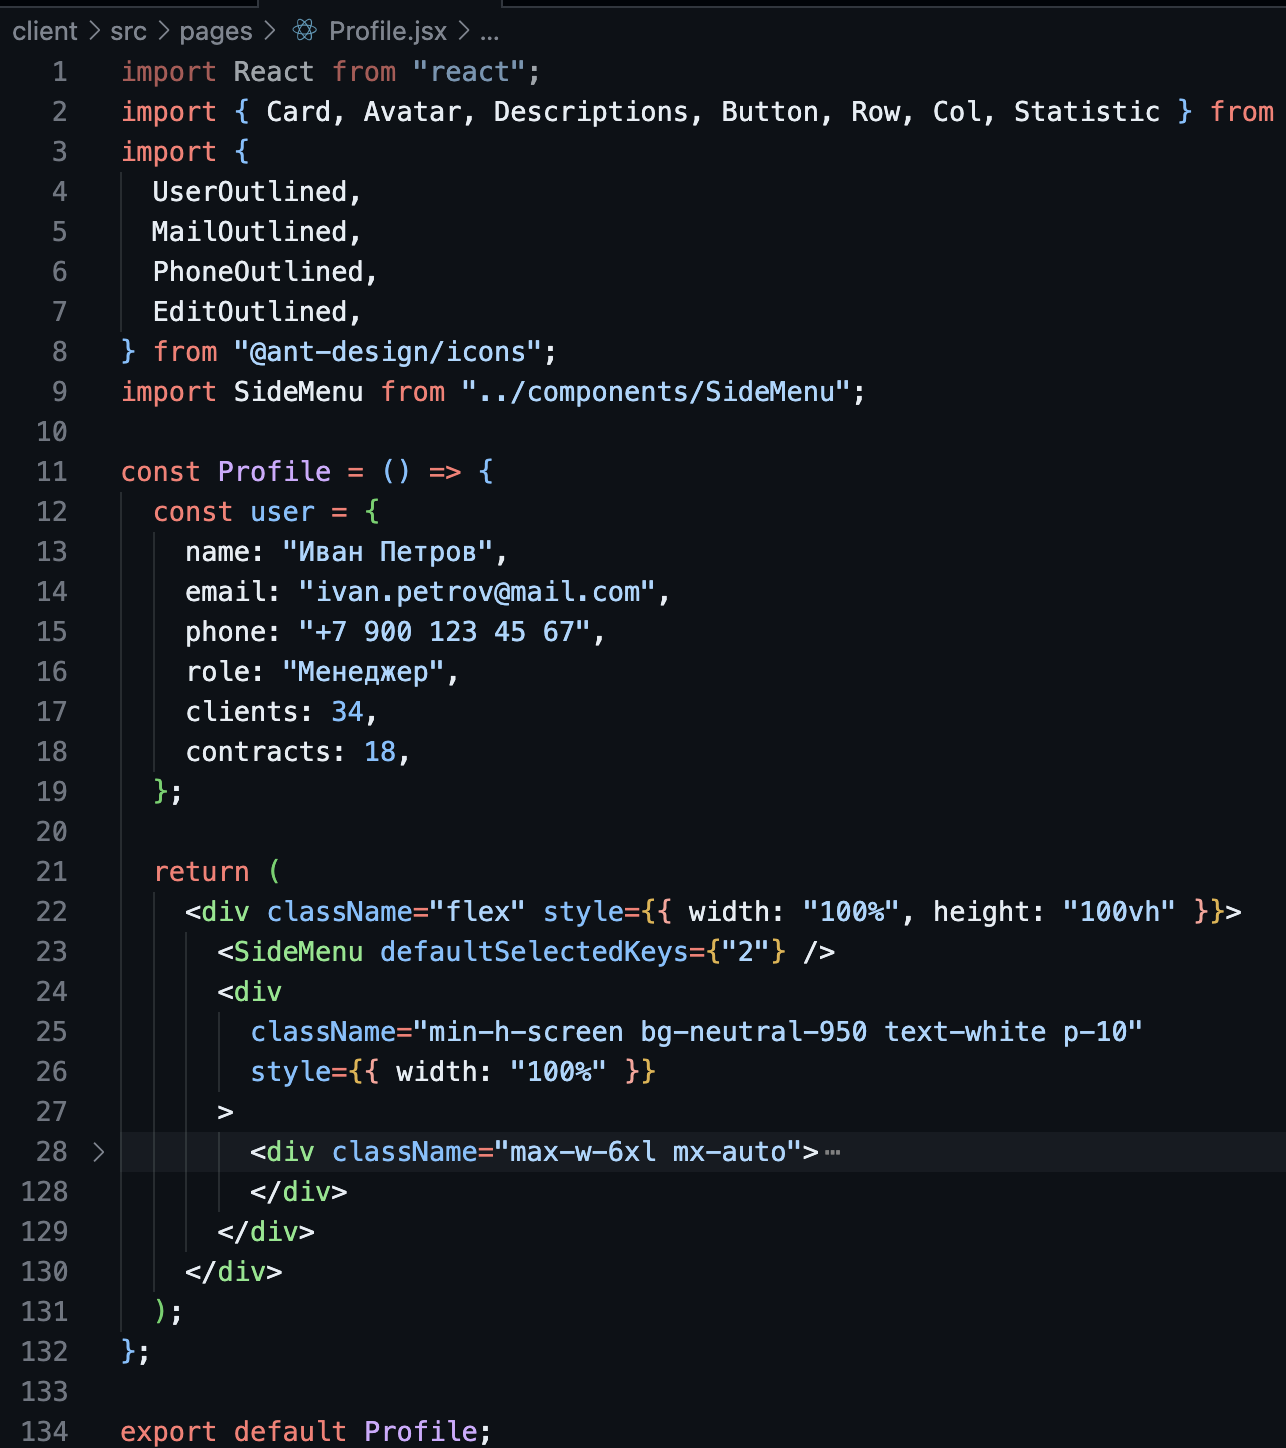 client > src > pages > Profile.jsx > ...
1 import React from "react";
2 import { Card, Avatar, Descriptions, Button, Row, Col, Statistic } from
3 import {
4   UserOutlined,
5   MailOutlined,
6   PhoneOutlined,
7   EditOutlined,
8 } from "@ant-design/icons";
9 import SideMenu from "../components/SideMenu";
10
11 const Profile = () => {
12   const user = {
13     name: "Иван Петров",
14     email: "ivan.petrov@mail.com",
15     phone: "+7 900 123 45 67",
16     role: "Менеджер",
17     clients: 34,
18     contracts: 18,
19   };
20
21   return (
22     <div className="flex" style={{ width: "100%", height: "100vh" }}>
23       <SideMenu defaultSelectedKeys={"2"} />
24       <div
25         className="min-h-screen bg-neutral-950 text-white p-10"
26         style={{ width: "100%" }}
27       >
28 >       <div className="max-w-6xl mx-auto">⋯
128         </div>
129       </div>
130     </div>
131   );
132 };
133
134 export default Profile;